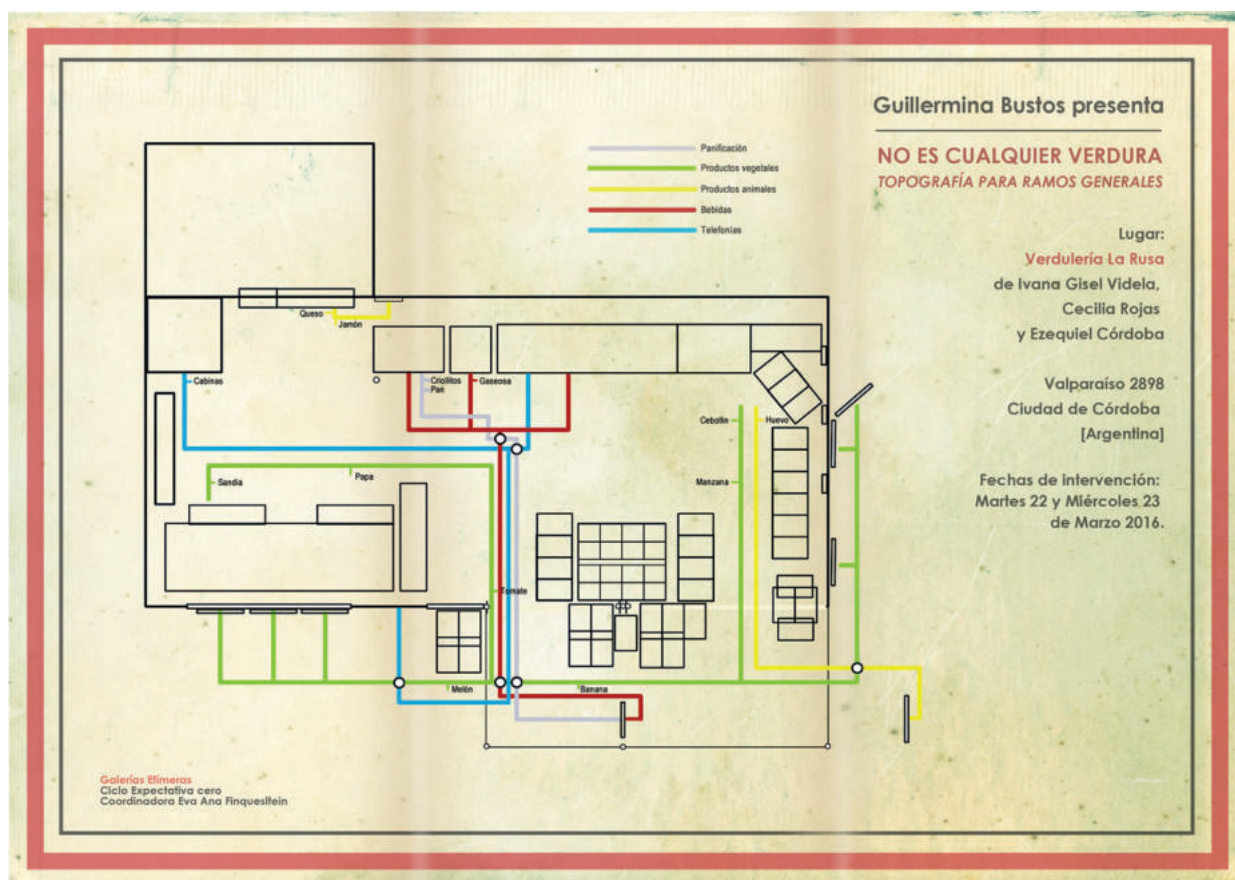 Guillermina Bustos presenta
NO ES CUALQUIER VERDURA
TOPOGRAFÍA PARA RAMOS GENERALES
Lugar:
Verdulería La Rusa
de Ivana Gisel Videla,
Cecilia Rojas
y Ezequiel Córdoba
Valparaíso 2898
Ciudad de Córdoba
[Argentina]
Fechas de intervención:
Martes 22 y Miércoles 23
de Marzo 2016.
Panificación
Productos vegetales
Productos animales
Bebidas
Telefonías
Queso
Jamón
Cabinas
Criollitos
Pan
Gaseosa
Cebollín
Huevo
Sandía
Papa
Manzana
Tomate
Melón
Banana
Galerías Efímeras
Ciclo Expectativa cero
Coordinadora Eva Ana Finquesltein